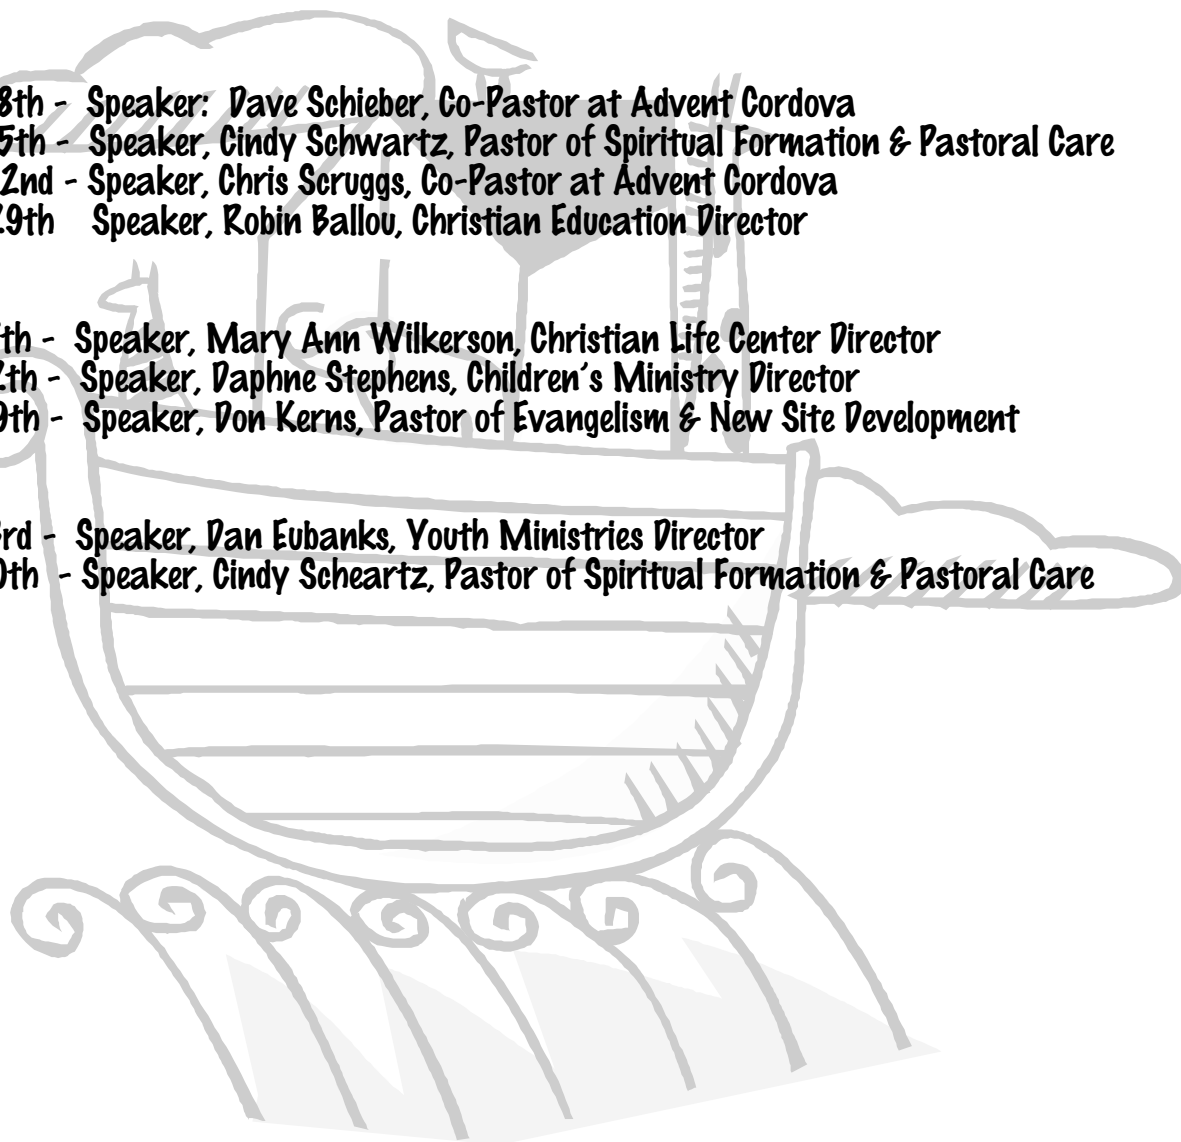 8th - Speaker: Dave Schieber, Co-Pastor at Advent Cordova
5th - Speaker, Cindy Schwartz, Pastor of Spiritual Formation & Pastoral Care
2nd - Speaker, Chris Scruggs, Co-Pastor at Advent Cordova
9th Speaker, Robin Ballou, Christian Education Director
th - Speaker, Mary Ann Wilkerson, Christian Life Center Director
th - Speaker, Daphne Stephens, Children's Ministry Director
9th - Speaker, Don Kerns, Pastor of Evangelism & New Site Development
rd - Speaker, Dan Eubanks, Youth Ministries Director
th - Speaker, Cindy Scheartz, Pastor of Spiritual Formation & Pastoral Care